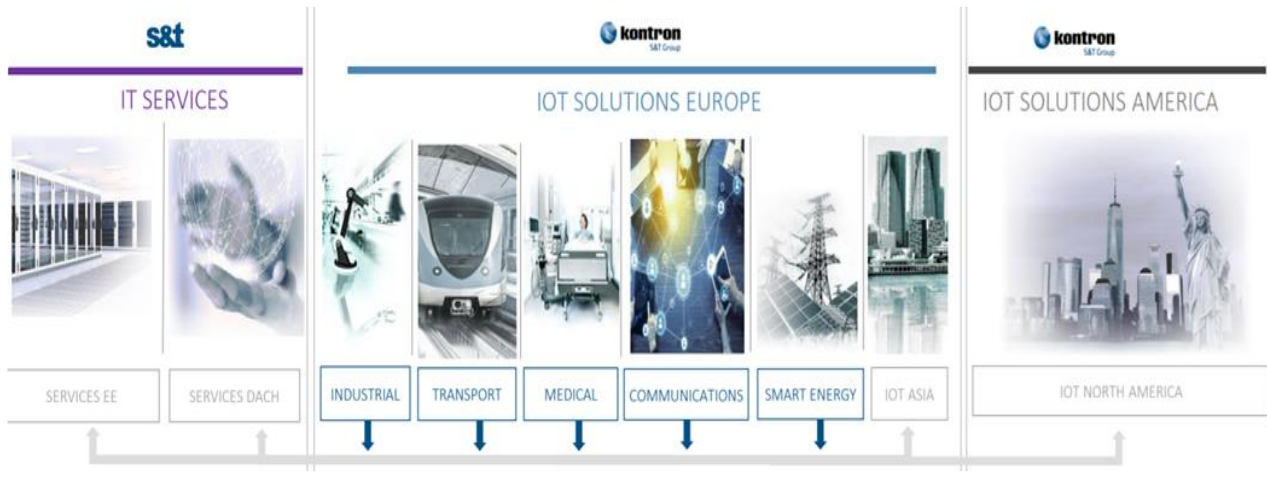 s&t
kontron
S&T Group
kontron
S&T Group
IT SERVICES
IOT SOLUTIONS EUROPE
IOT SOLUTIONS AMERICA
SERVICES EE
SERVICES DACH
INDUSTRIAL
TRANSPORT
MEDICAL
COMMUNICATIONS
SMART ENERGY
IOT ASIA
IOT NORTH AMERICA